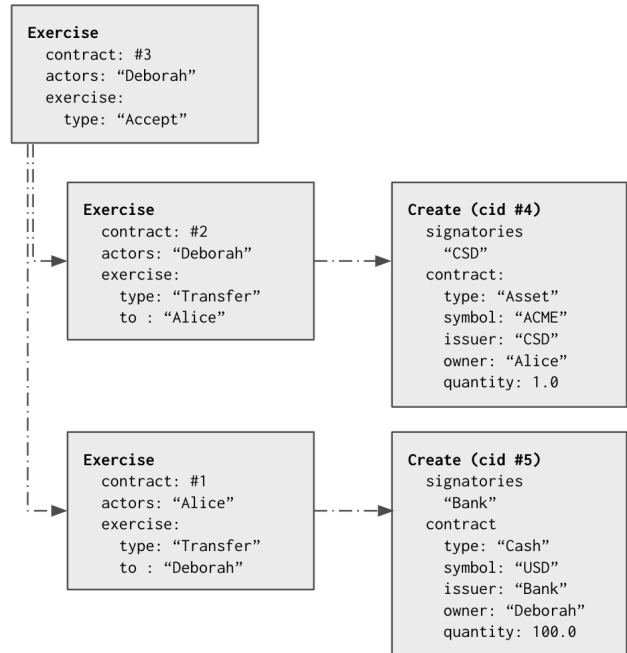 Exercise
contract: #3
actors: “Deborah”
exercise:
type: “Accept”
Exercise
contract: #2
actors: “Deborah”
exercise:
type: “Transfer”
to : “Alice”
Create (cid #4)
signatories
“CSD”
contract:
type: “Asset”
symbol: “ACME”
issuer: “CSD”
owner: “Alice”
quantity: 1.0
Exercise
contract: #1
actors: “Alice”
exercise:
type: “Transfer”
to : “Deborah”
Create (cid #5)
signatories
“Bank”
contract
type: “Cash”
symbol: “USD”
issuer: “Bank”
owner: “Deborah”
quantity: 100.0